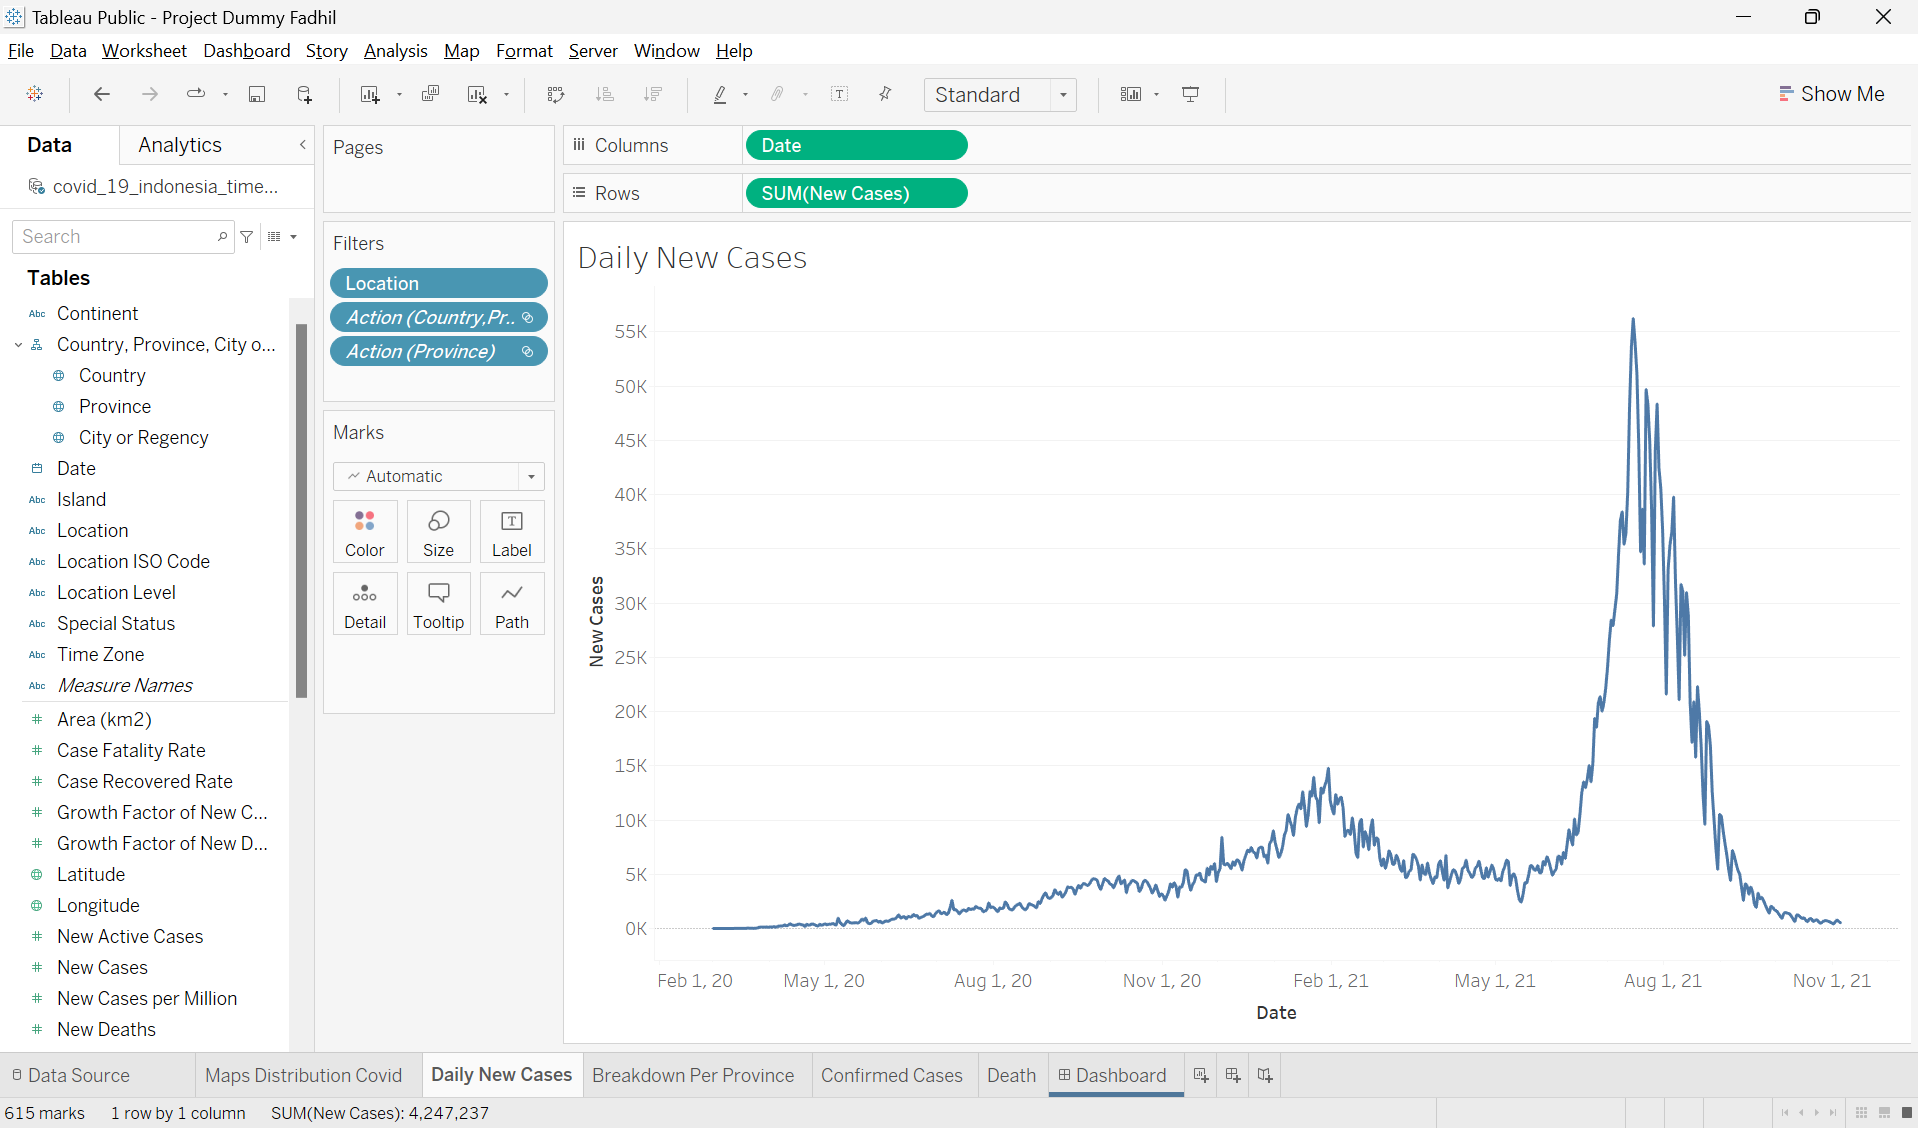 Tableau Public - Project Dummy Fadhil
File Data Worksheet Dashboard Story Analysis Map Format Server Window Help
Standard
Show Me
Data
Analytics
covid_19_indonesia_time...
Search
Tables
Abc Continent
Country, Province, City o...
Country
Province
City or Regency
Date
Abc Island
Abc Location
Abc Location ISO Code
Abc Location Level
Abc Special Status
Abc Time Zone
Abc Measure Names
# Area (km2)
# Case Fatality Rate
# Case Recovered Rate
# Growth Factor of New C...
# Growth Factor of New D...
Latitude
Longitude
# New Active Cases
# New Cases
# New Cases per Million
# New Deaths
Pages
Filters
Location
Action (Country,Pr..
Action (Province)
Marks
Automatic
Color
Size
T
Label
Detail
Tooltip
Path
Columns
Date
Rows
SUM(New Cases)
Daily New Cases
55K
50K
45K
40K
35K
30K
25K
20K
15K
10K
5K
0K
New Cases
Feb 1, 20
May 1, 20
Aug 1, 20
Nov 1, 20
Feb 1, 21
May 1, 21
Aug 1, 21
Nov 1, 21
Date
Data Source
Maps Distribution Covid
Daily New Cases
Breakdown Per Province
Confirmed Cases
Death
Dashboard
615 marks
1 row by 1 column
SUM(New Cases): 4,247,237